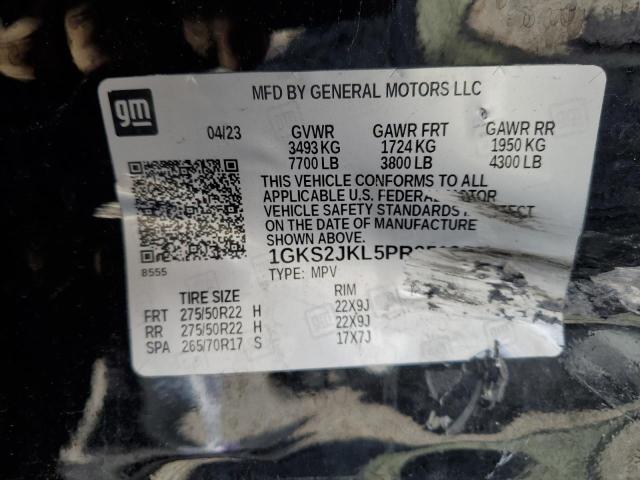 gm
MFD BY GENERAL MOTORS LLC
04/23 GVWR GAWR FRT GAWR RR
3493 KG 1724 KG 1950 KG
7700 LB 3800 LB 4300 LB
THIS VEHICLE CONFORMS TO ALL
APPLICABLE U.S. FEDERAL MOTOR
VEHICLE SAFETY STANDARDS IN EFFECT
ON THE DATE OF MANUFACTURE
SHOWN ABOVE.
8555
TYPE: MPV
TIRE SIZE RIM
FRT 275/50R22 H 22X9J
RR 275/50R22 H 22X9J
SPA 265/70R17 S 17X7J